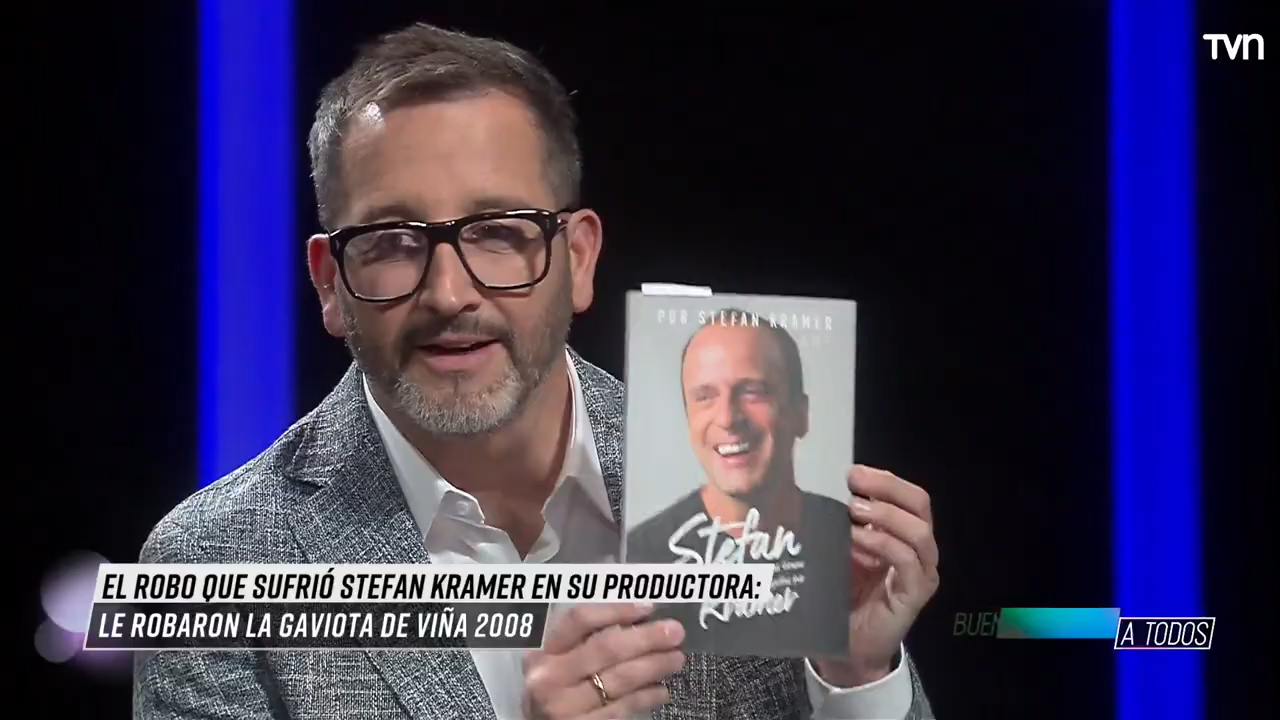 TVN
POR STEFAN KRAMER
Stefan
Kramer
EL ROBO QUE SUFRIÓ STEFAN KRAMER EN SU PRODUCTORA:
LE ROBARON LA GAVIOTA DE VIÑA 2008
BUEN
A TODOS